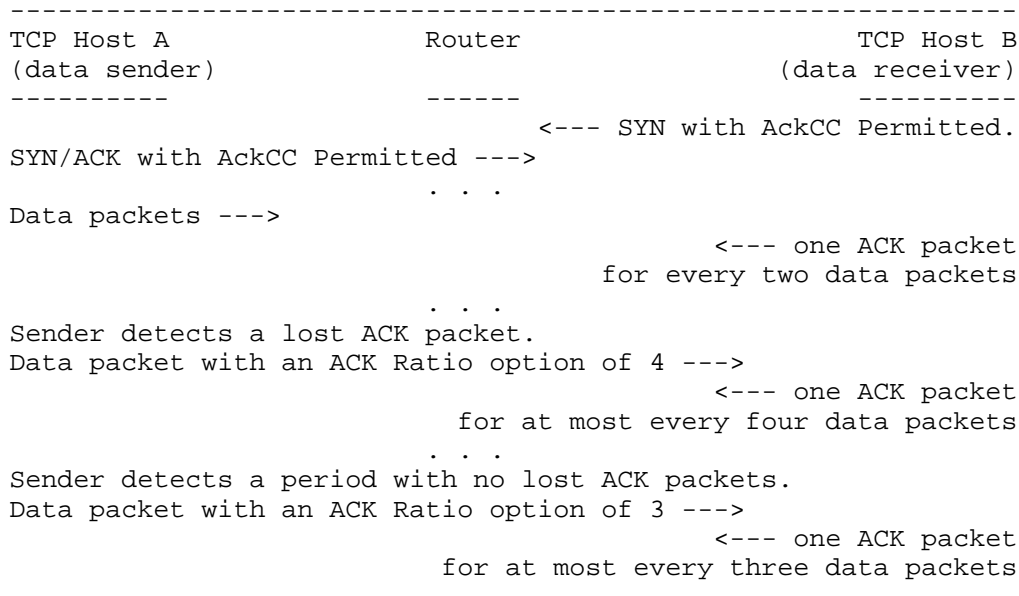 ---------------------------------------------------------------
TCP Host A                Router                     TCP Host B
(data sender)                                   (data receiver)
----------                ------                     ----------
                                 <--- SYN with AckCC Permitted.
SYN/ACK with AckCC Permitted --->
                          . . .
Data packets --->
                                            <--- one ACK packet
                                     for every two data packets
                          . . .
Sender detects a lost ACK packet.
Data packet with an ACK Ratio option of 4 --->
                                            <--- one ACK packet
                            for at most every four data packets
                          . . .
Sender detects a period with no lost ACK packets.
Data packet with an ACK Ratio option of 3 --->
                                            <--- one ACK packet
                           for at most every three data packets